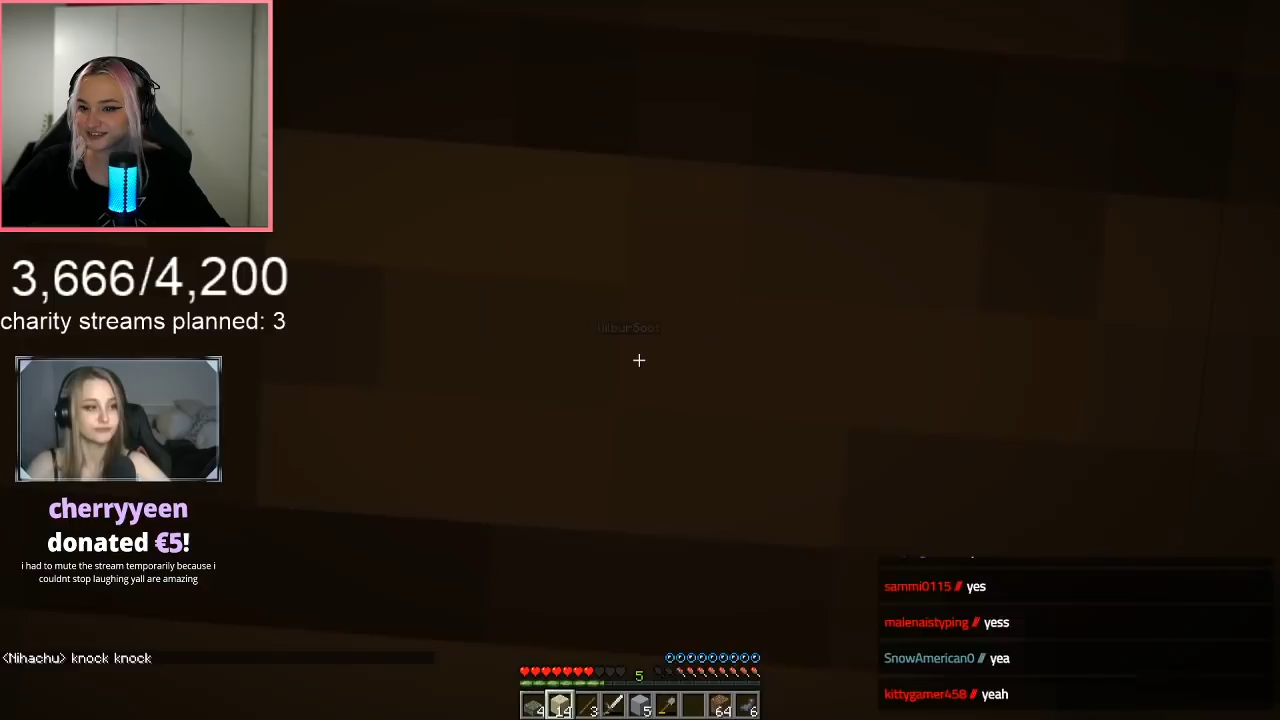 3,666/4,200
charity streams planned: 3
WilburSoot
cherryyeen
donated €5!
i had to mute the stream temporarily because i
couldnt stop laughing yall are amazing
<Nihachu> knock knock
sammi0115 // yes
malenaistyping // yess
SnowAmerican0 // yea
kittygamer458 // yeah
5
4
14
3
5
64
6